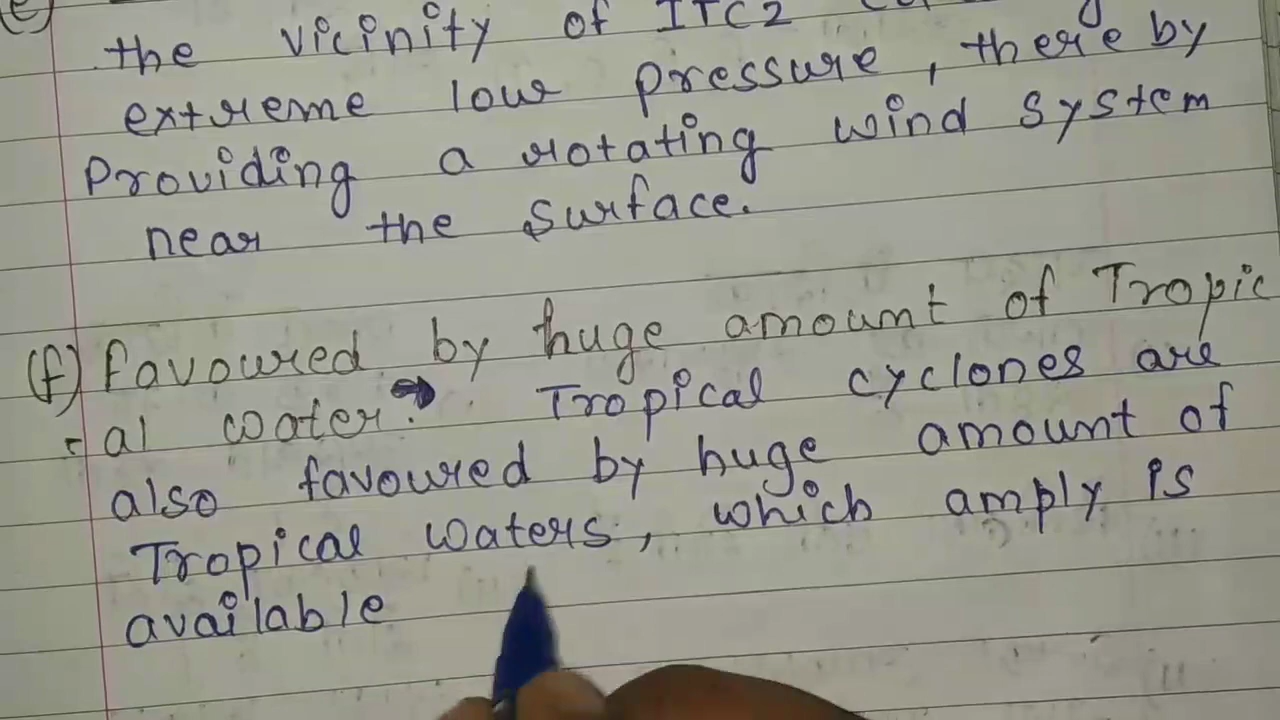 (e)
the vicinity of ITCZ
extreme low pressure, there by
Providing a rotating wind system
near the surface.
(f) favoured by huge amount of Tropic
-al water → Tropical cyclones are
also favoured by huge amount of
Tropical waters, which amply is
available